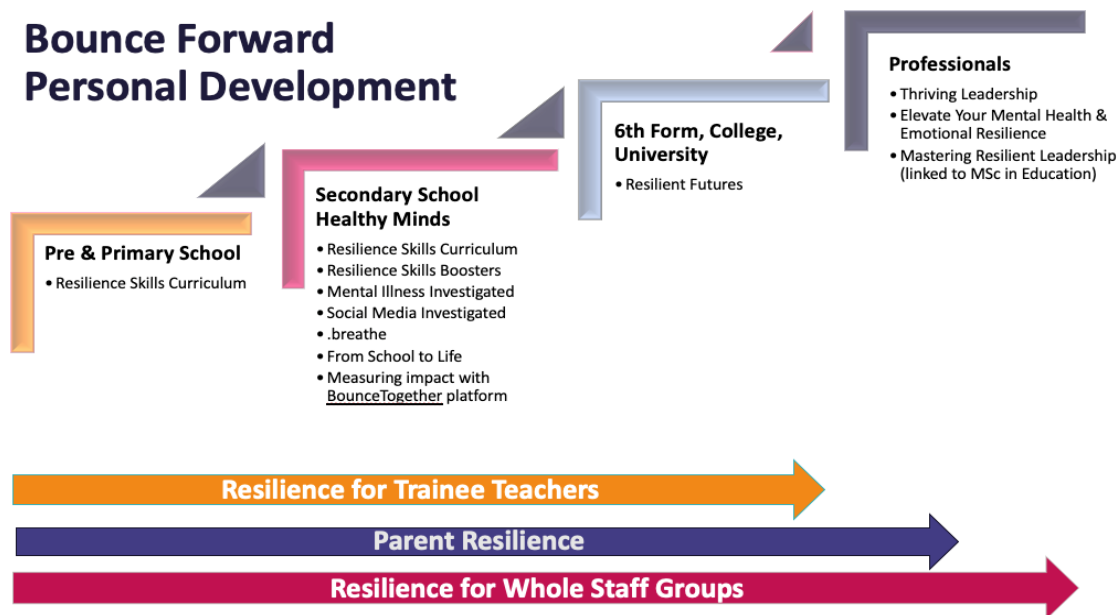 Bounce Forward
Personal Development
Pre & Primary School
• Resilience Skills Curriculum
Secondary School
Healthy Minds
• Resilience Skills Curriculum
• Resilience Skills Boosters
• Mental Illness Investigated
• Social Media Investigated
• .breathe
• From School to Life
• Measuring impact with
BounceTogether platform
6th Form, College,
University
• Resilient Futures
Professionals
• Thriving Leadership
• Elevate Your Mental Health &
Emotional Resilience
• Mastering Resilient Leadership
(linked to MSc in Education)
Resilience for Trainee Teachers
Parent Resilience
Resilience for Whole Staff Groups